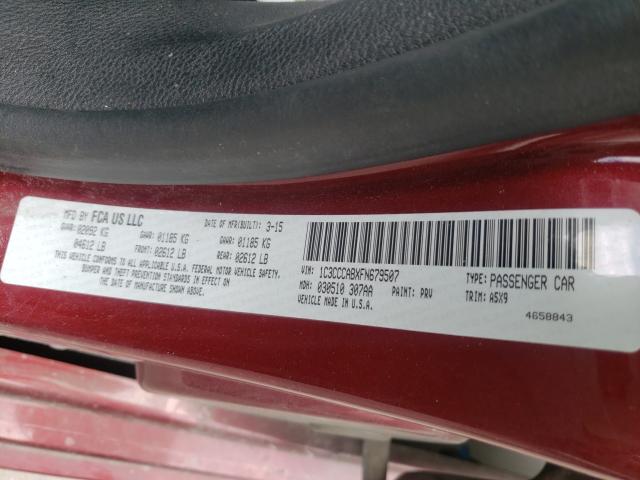 MFD BY FCA US LLC DATE OF MFR(BUILT): 3-15
GVWR: 02092 KG GAWR: 01185 KG GAWR: 01185 KG
04612 LB FRONT: 02612 LB REAR: 02612 LB
THIS VEHICLE CONFORMS TO ALL APPLICABLE U.S.A. FEDERAL MOTOR VEHICLE SAFETY,
BUMPER AND THEFT PREVENTION STANDARDS IN EFFECT ON
THE DATE OF MANUFACTURE SHOWN ABOVE.
VIN: 1C3CCCABXFN679507 TYPE: PASSENGER CAR
MDH: 030510 307AA PAINT: PRV TRIM: A5X9
VEHICLE MADE IN U.S.A.
4658843